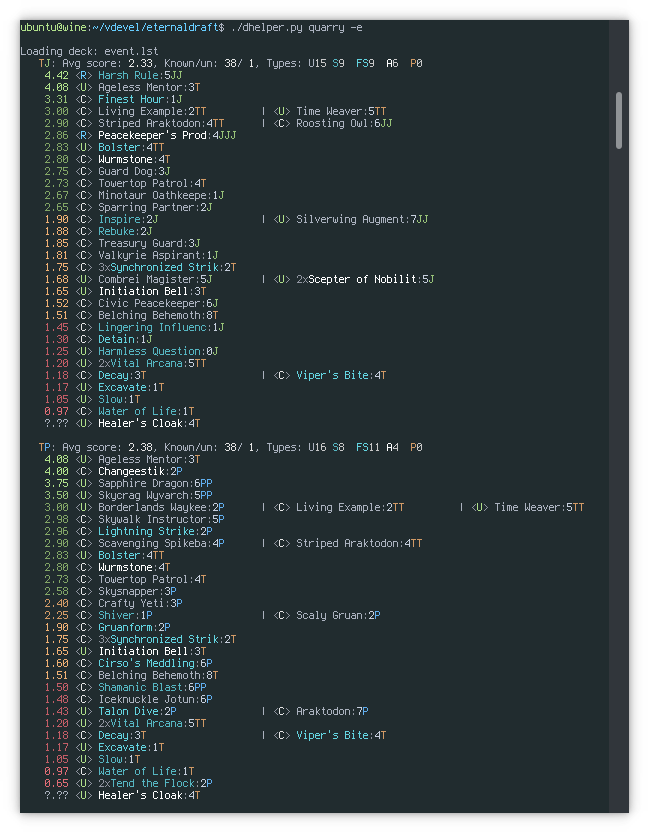 ubuntu@wine:~/vdevel/eternaldraft$ ./dhelper.py quarry -e
Loading deck: event.lst
TJ: Avg score: 2.33, Known/un: 38/ 1, Types: U15 S9  FS9  A6  P0
4.42 <R> Harsh Rule:5JJ
4.08 <U> Ageless Mentor:3T
3.31 <C> Finest Hour:1J
3.00 <C> Living Example:2TT | <U> Time Weaver:5TT
2.90 <C> Striped Araktodon:4TT | <C> Roosting Owl:6JJ
2.86 <R> Peacekeeper's Prod:4JJJ
2.83 <U> Bolster:4TT
2.80 <C> Wurmstone:4T
2.75 <C> Guard Dog:3J
2.73 <C> Towertop Patrol:4T
2.67 <C> Minotaur Oathkeepe:1J
2.65 <C> Sparring Partner:2J
1.90 <C> Inspire:2J | <U> Silverwing Augment:7JJ
1.88 <C> Rebuke:2J
1.85 <C> Treasury Guard:3J
1.81 <C> Valkyrie Aspirant:1J
1.75 <C> 3xSynchronized Strik:2T
1.68 <U> Combrei Magister:5J | <U> 2xScepter of Nobilit:5J
1.65 <U> Initiation Bell:3T
1.52 <C> Civic Peacekeeper:6J
1.51 <C> Belching Behemoth:8T
1.45 <C> Lingering Influenc:1J
1.30 <C> Detain:1J
1.25 <U> Harmless Question:0J
1.20 <U> 2xVital Arcana:5TT
1.18 <C> Decay:3T | <C> Viper's Bite:4T
1.17 <U> Excavate:1T
1.05 <U> Slow:1T
0.97 <C> Water of Life:1T
?.?? <U> Healer's Cloak:4T
TP: Avg score: 2.38, Known/un: 38/ 1, Types: U16 S8  FS11 A4  P0
4.08 <U> Ageless Mentor:3T
4.00 <C> Changeestik:2P
3.75 <U> Sapphire Dragon:6PP
3.50 <U> Skycrag Wyvarch:5PP
3.00 <U> Borderlands Waykee:2P | <C> Living Example:2TT | <U> Time Weaver:5TT
2.98 <C> Skywalk Instructor:5P
2.96 <C> Lightning Strike:2P
2.90 <C> Scavenging Spikeba:4P | <C> Striped Araktodon:4TT
2.83 <U> Bolster:4TT
2.80 <C> Wurmstone:4T
2.73 <C> Towertop Patrol:4T
2.58 <C> Skysnapper:3P
2.40 <C> Crafty Yeti:3P
2.25 <C> Shiver:1P | <C> Scaly Gruan:2P
1.90 <C> Gruanform:2P
1.75 <C> 3xSynchronized Strik:2T
1.65 <U> Initiation Bell:3T
1.60 <C> Cirso's Meddling:6P
1.51 <C> Belching Behemoth:8T
1.50 <C> Shamanic Blast:6PP
1.48 <C> Iceknuckle Jotun:6P
1.43 <U> Talon Dive:2P | <C> Araktodon:7P
1.20 <U> 2xVital Arcana:5TT
1.18 <C> Decay:3T | <C> Viper's Bite:4T
1.17 <U> Excavate:1T
1.05 <U> Slow:1T
0.97 <C> Water of Life:1T
0.65 <U> 2xTend the Flock:2P
?.?? <U> Healer's Cloak:4T